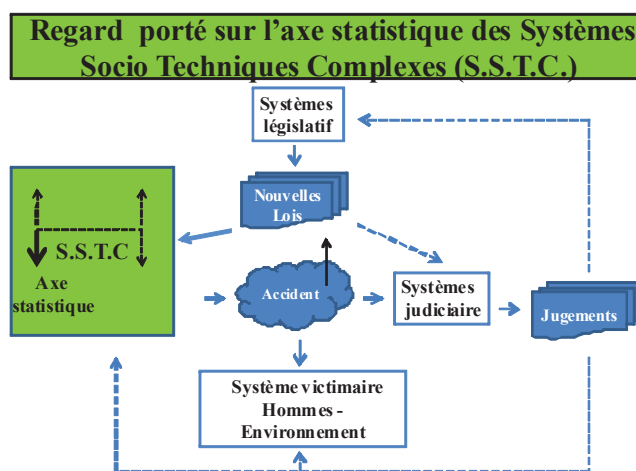 Regard porté sur l'axe statistique des Systèmes
Socio Techniques Complexes (S.S.T.C.)
Systèmes
législatif
Nouvelles
Lois
S.S.T.C
Axe
statistique
Accident
Systèmes
judiciaire
Jugements
Système victimaire
Hommes -
Environnement